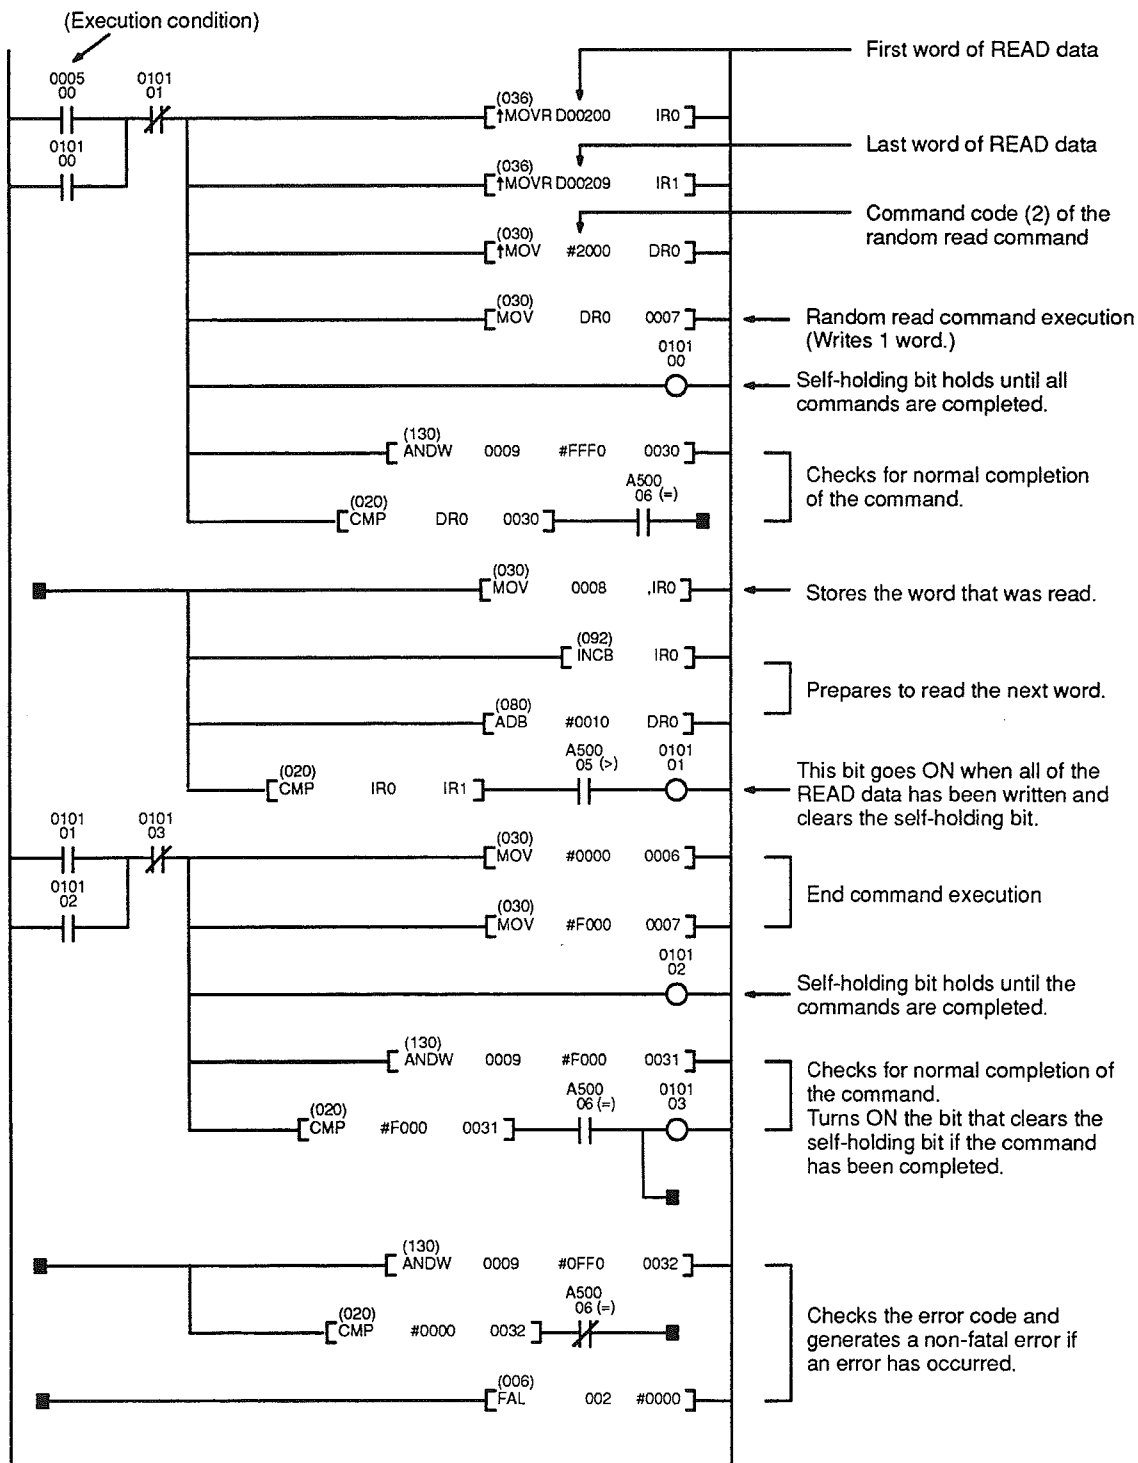 (Execution condition)
First word of READ data
0005
00
0101
01
(036)
↑MOVR D00200 IR0
0101
00
Last word of READ data
(036)
↑MOVR D00209 IR1
Command code (2) of the
random read command
(030)
↑MOV #2000 DR0
(030)
MOV DR0 0007
Random read command execution
(Writes 1 word.)
0101
00
Self-holding bit holds until all
commands are completed.
(130)
ANDW 0009 #FFF0 0030
Checks for normal completion
of the command.
A500
06 (=)
(020)
CMP DR0 0030
(030)
MOV 0008 ,IR0
Stores the word that was read.
(092)
INCB IR0
Prepares to read the next word.
(080)
ADB #0010 DR0
A500
05 (>)
0101
01
(020)
CMP IR0 IR1
This bit goes ON when all of the
READ data has been written and
clears the self-holding bit.
0101
01
0101
03
(030)
MOV #0000 0006
0101
02
End command execution
(030)
MOV #F000 0007
0101
02
Self-holding bit holds until the
commands are completed.
(130)
ANDW 0009 #F000 0031
Checks for normal completion of
the command.
Turns ON the bit that clears the
self-holding bit if the command
has been completed.
A500
06 (=)
0101
03
(020)
CMP #F000 0031
(130)
ANDW 0009 #0FF0 0032
A500
06 (=)
(020)
CMP #0000 0032
Checks the error code and
generates a non-fatal error if
an error has occurred.
(006)
FAL 002 #0000